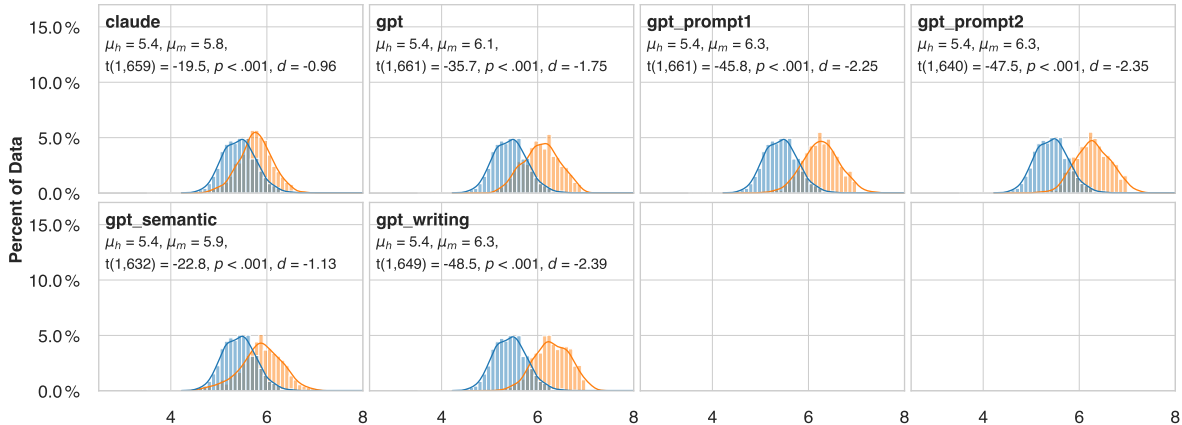 claude
μh = 5.4, μm = 5.8,
t(1,659) = -19.5, p < .001, d = -0.96
gpt
μh = 5.4, μm = 6.1,
t(1,661) = -35.7, p < .001, d = -1.75
gpt_prompt1
μh = 5.4, μm = 6.3,
t(1,661) = -45.8, p < .001, d = -2.25
gpt_prompt2
μh = 5.4, μm = 6.3,
t(1,640) = -47.5, p < .001, d = -2.35
15.0%
10.0%
5.0%
0.0%
Percent of Data
gpt_semantic
μh = 5.4, μm = 5.9,
t(1,632) = -22.8, p < .001, d = -1.13
gpt_writing
μh = 5.4, μm = 6.3,
t(1,649) = -48.5, p < .001, d = -2.39
15.0%
10.0%
5.0%
0.0%
4 6 8
4 6 8
4 6 8
4 6 8